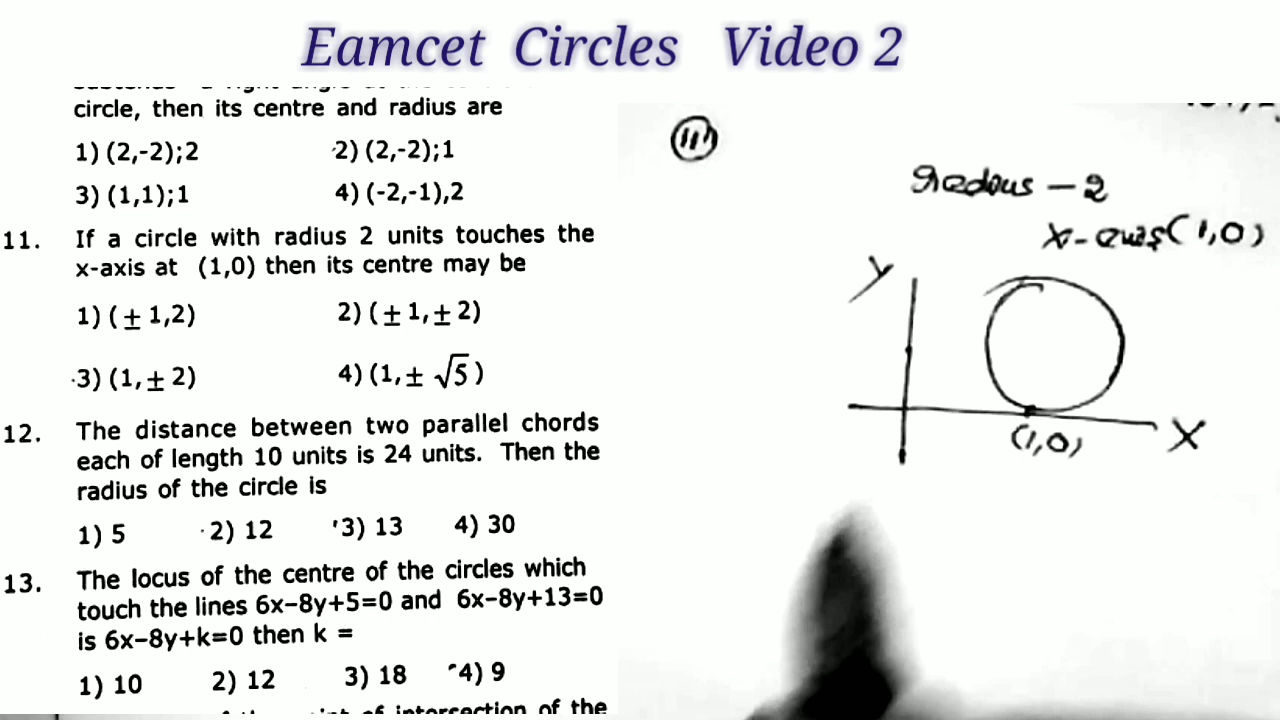 Eamcet Circles Video 2
circle, then its centre and radius are
1) (2,-2);2 2) (2,-2);1
3) (1,1);1 4) (-2,-1),2
11. If a circle with radius 2 units touches the
x-axis at (1,0) then its centre may be
1) (± 1,2) 2) (± 1,± 2)
3) (1,± 2) 4) (1,± √5)
12. The distance between two parallel chords
each of length 10 units is 24 units. Then the
radius of the circle is
1) 5 2) 12 3) 13 4) 30
13. The locus of the centre of the circles which
touch the lines 6x−8y+5=0 and 6x−8y+13=0
is 6x−8y+k=0 then k =
1) 10 2) 12 3) 18 4) 9
intersection of the
11
radius - 2
x-axis (1,0)
Y
(1,0)
X